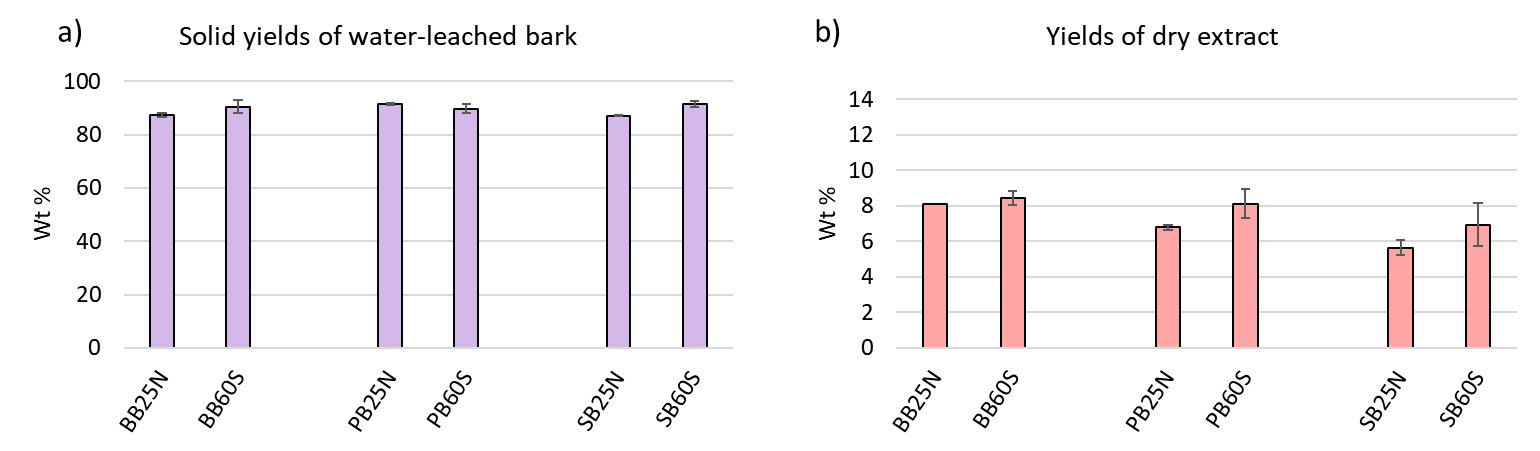 a)
Solid yields of water-leached bark
Wt %
100
80
60
40
20
0
BB25N
BB60S
PB25N
PB60S
SB25N
SB60S
b)
Yields of dry extract
Wt %
14
12
10
8
6
4
2
0
BB25N
BB60S
PB25N
PB60S
SB25N
SB60S